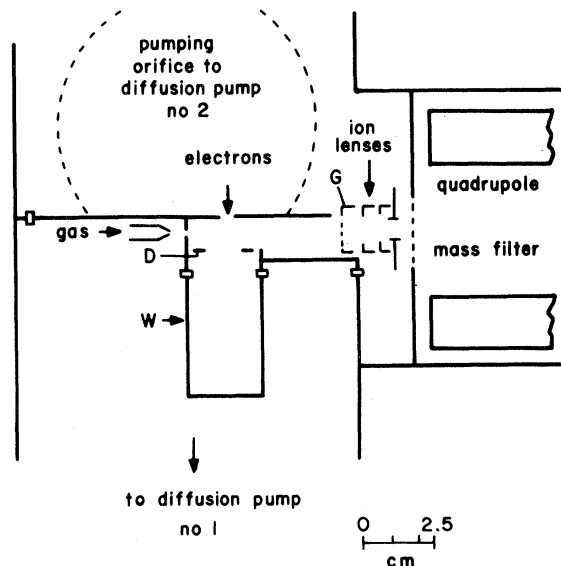 pumping
orifice to
diffusion pump
no 2
electrons
ion
lenses
G
quadrupole
gas
D
mass filter
W
to diffusion pump
no 1
0 2.5
cm